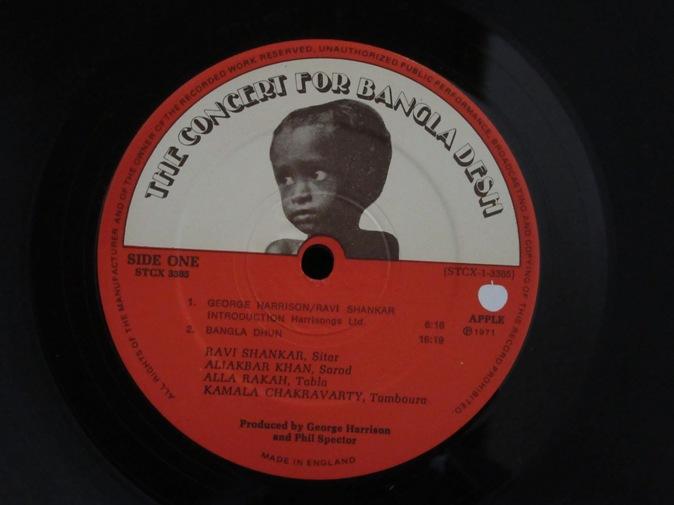 ALL RIGHTS OF THE MANUFACTURER AND OF THE OWNER OF THE RECORDED WORK RESERVED. UNAUTHORIZED PUBLIC PERFORMANCE, BROADCASTING AND COPYING OF THIS RECORD PROHIBITED.
THE CONCERT FOR BANGLA DESH
SIDE ONE
STCX 3385
(STCX-1-3385)
APPLE
℗ 1971
1. GEORGE HARRISON/RAVI SHANKAR
INTRODUCTION Harrisongs Ltd. 6:16
2. BANGLA DHUN 16:19
RAVI SHANKAR, Sitar
ALIAKBAR KHAN, Sarod
ALLA RAKAH, Tabla
KAMALA CHAKRAVARTY, Tamboura
Produced by George Harrison
and Phil Spector
MADE IN ENGLAND